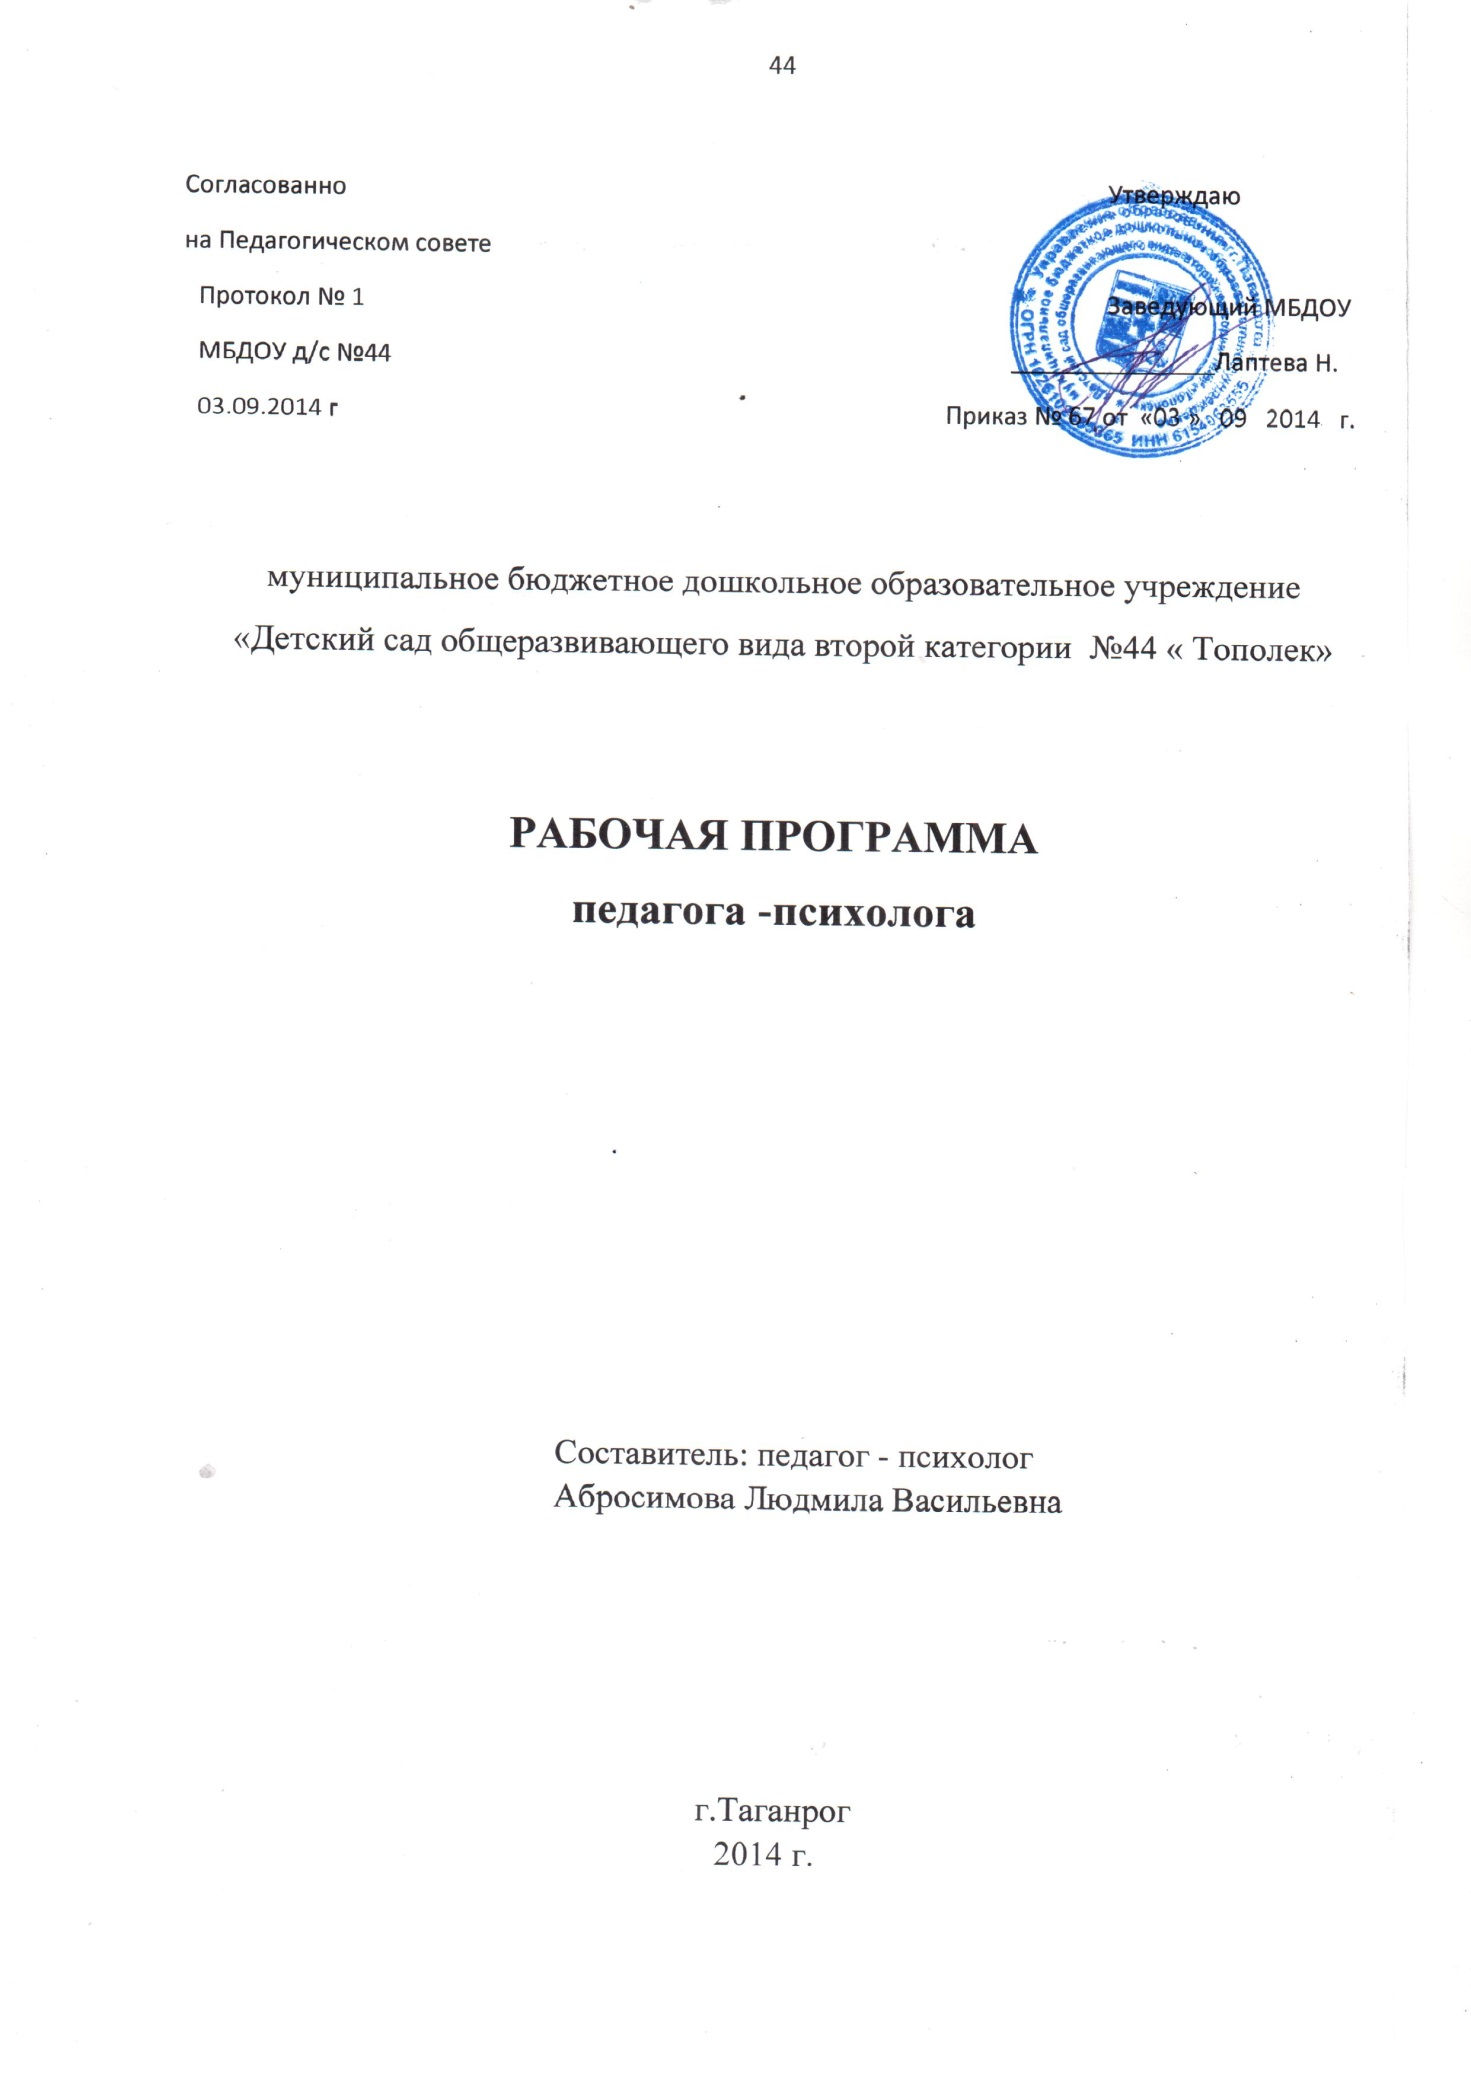 44
Согласованно
на Педагогическом совете
Протокол № 1
МБДОУ д/с №44
03.09.2014 г
Утверждаю
Заведующий МБДОУ
Лаптева Н.
Приказ № 67 от «03 » 09 2014 г.
муниципальное бюджетное дошкольное образовательное учреждение
«Детский сад общеразвивающего вида второй категории №44 « Тополек»
РАБОЧАЯ ПРОГРАММА
педагога -психолога
Составитель: педагог - психолог
Абросимова Людмила Васильевна
г.Таганрог
2014 г.